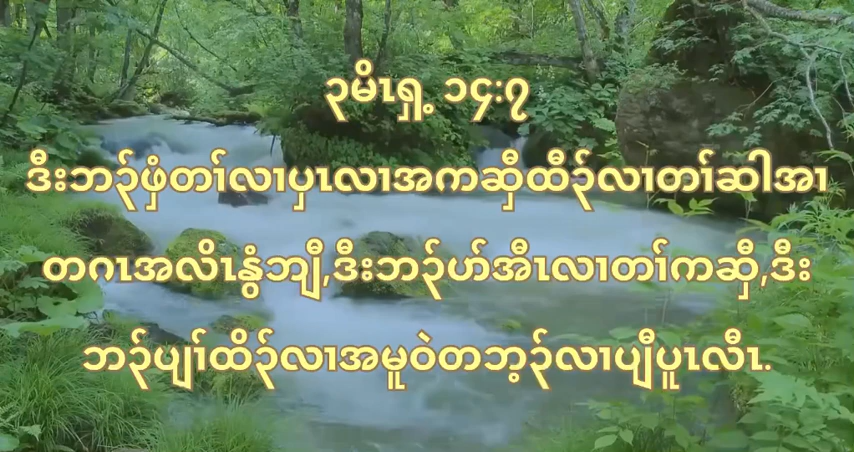 ၃မိၤရှ့ ၁၄:၇
ဒီးဘၣ်ဖှံတၢ်လၢပှၤလၢအကဆှီထီၣ်လၢတၢ်ဆါအၢ
တဂၤအလိၤနွံဘျီ,ဒီးဘၣ်ဟ်အီၤလၢတၢ်ကဆှီ,ဒီး
ဘၣ်ပျၢ်ထိၣ်လၢအမူဝဲတဘ့ၣ်လၢပျီပူၤလီၤ.